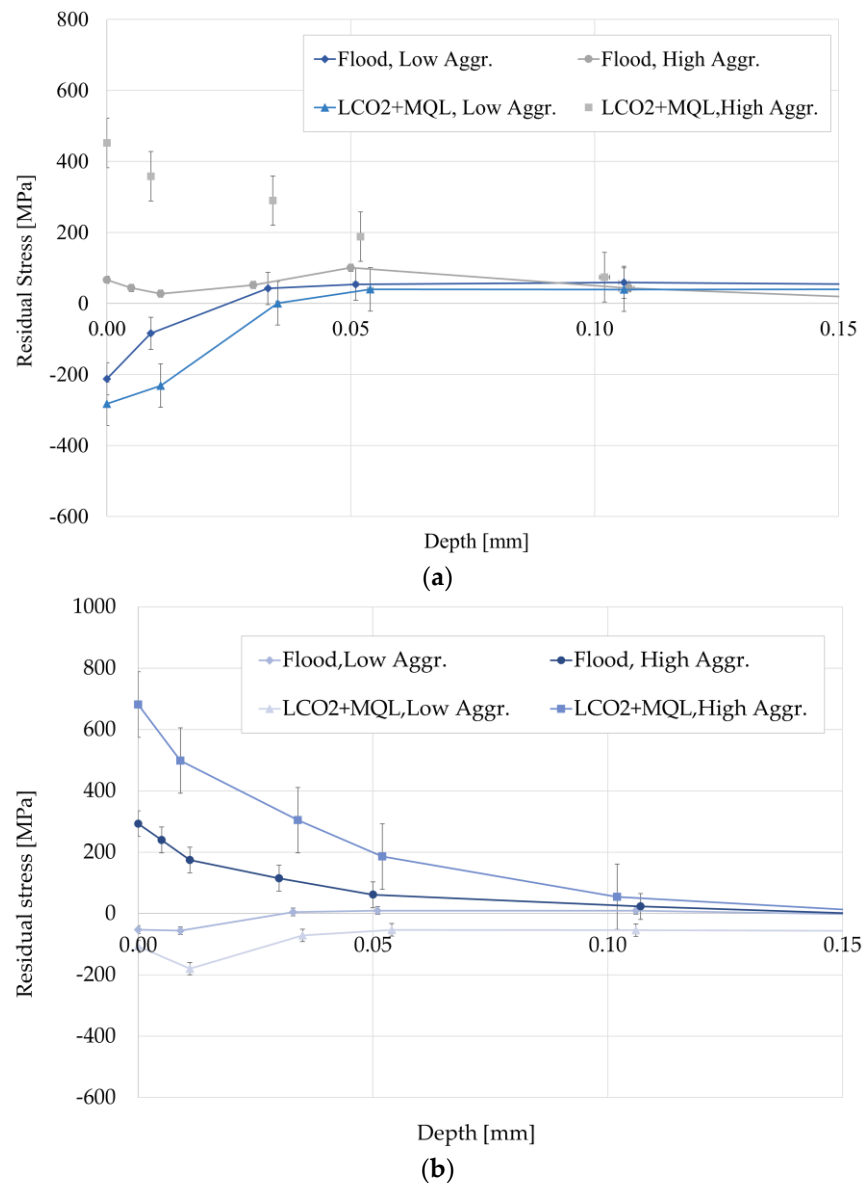 800
600
400
200
0
-200
-400
-600
Residual Stress [MPa]
Flood, Low Aggr. Flood, High Aggr.
LCO2+MQL, Low Aggr. LCO2+MQL,High Aggr.
0.00 0.05 0.10 0.15
Depth [mm]
(a)
1000
800
600
400
200
0
-200
-400
-600
Residual stress [MPa]
Flood,Low Aggr. Flood, High Aggr.
LCO2+MQL,Low Aggr. LCO2+MQL,High Aggr.
0.00 0.05 0.10 0.15
Depth [mm]
(b)